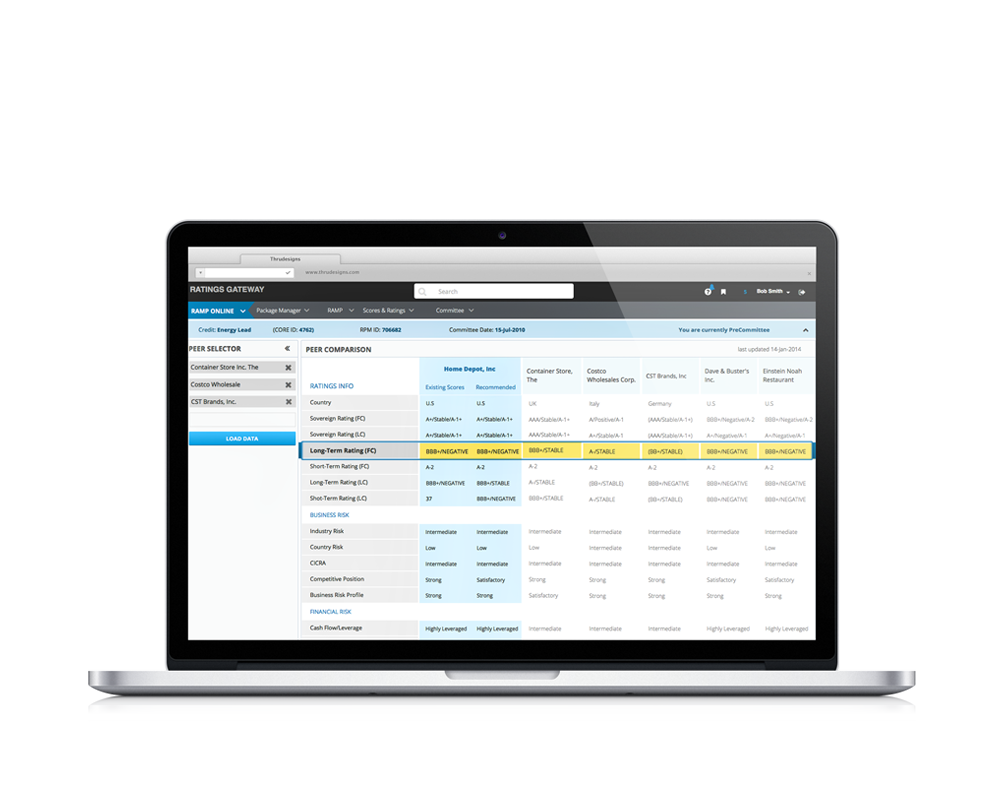 Thrudesigns
www.thrudesigns.com
RATINGS GATEWAY
Search
Bob Smith
RAMP ONLINE Package Manager RAMP Scores & Ratings Committee
Credit: Energy Lead (CORE ID: 4762) RPM ID: 706682 Committee Date: 15-Jul-2010 You are currently PreCommittee
PEER SELECTOR
Container Store Inc. The
Costco Wholesale
CST Brands, Inc.
LOAD DATA
PEER COMPARISON last updated 14-jan-2014
Home Depot, Inc Container Store, The Costco Wholesales Corp. CST Brands, Inc Dave & Buster's Inc. Einstein Noah Restaurant
RATINGS INFO Existing Scores Recommended
Country U.S U.S UK Italy Germany U.S U.S
Sovereign Rating (FC) A+/Stable/A-1+ A+/Stable/A-1+ AAA/Stable/A-1+ A/Positive/A-1 (AAA/Stable/A-1+) BBB+/Negative/A-2 BBB+/Negative/A-2
Sovereign Rating (LC) A+/Stable/A-1+ A+/Stable/A-1+ AAA/Stable/A-1+ A+/Stable/A-1+ (AAA/Stable/A-1+) A+/Negative/A-1 A+/Negative/A-1
Long-Term Rating (FC) BBB+/NEGATIVE BBB+/NEGATIVE BBB+/STABLE A-/STABLE (BB+/STABLE) BBB+/NEGATIVE BBB+/NEGATIVE
Short-Term Rating (FC) A-2 A-2 A-2 A-2 A-2 A-2 A-2
Long-Term Rating (LC) BBB+/NEGATIVE BBB+/STABLE A-/STABLE (BB+/STABLE) BBB+/NEGATIVE BBB+/NEGATIVE BBB+/NEGATIVE
Shot-Term Rating (LC) 37 BBB+/NEGATIVE BBB+/STABLE A-/STABLE (BB+/STABLE) BBB+/NEGATIVE BBB+/NEGATIVE
BUSINESS RISK
Industry Risk Intermediate Intermediate Intermediate Intermediate Intermediate Intermediate Intermediate
Country Risk Low Low Low Intermediate Intermediate Low Low
CICRA Intermediate Intermediate Intermediate Intermediate Intermediate Intermediate Intermediate
Competitive Position Strong Satisfactory Strong Strong Strong Satisfactory Satisfactory
Business Risk Profile Strong Strong Satisfactory Strong Strong Strong Strong
FINANCIAL RISK
Cash Flow/Leverage Highly Leveraged Highly Leveraged Intermediate Intermediate Intermediate Highly Leveraged Highly Leveraged